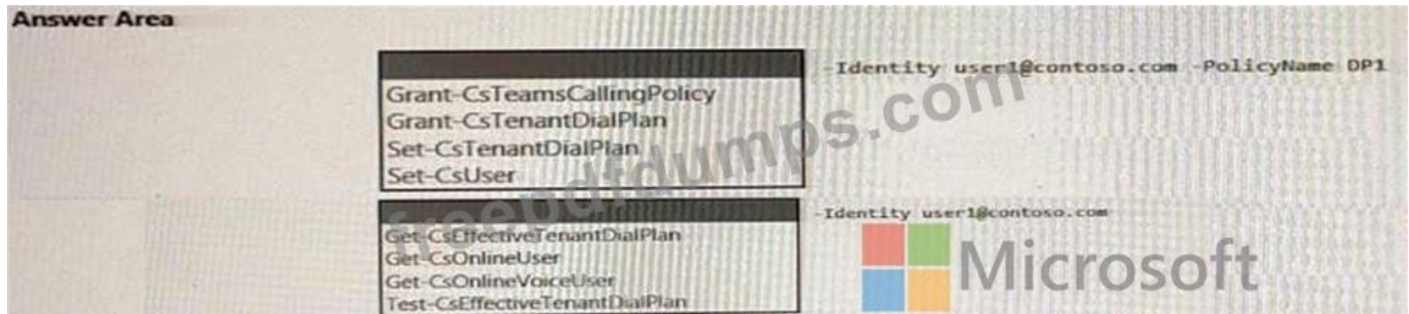 Answer Area
-Identity user1@contoso.com -PolicyName DP1
Grant-CsTeamsCallingPolicy
Grant-CsTenantDialPlan
Set-CsTenantDialPlan
Set-CsUser
-Identity user1@contoso.com
Get-CsEffectiveTenantDialPlan
Get-CsOnlineUser
Get-CsOnlineVoiceUser
Test-CsEffectiveTenantDialPlan
freepdfdumps.com
Microsoft